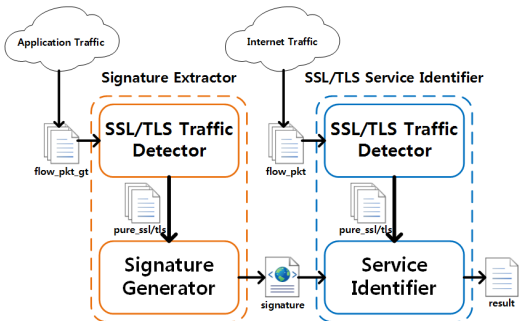 Application Traffic
Internet Traffic
Signature Extractor
SSL/TLS Service Identifier
SSL/TLS Traffic
Detector
SSL/TLS Traffic
Detector
flow_pkt_gt
flow_pkt
pure_ssl/tls
pure_ssl/tls
Signature
Generator
Service
Identifier
signature
result